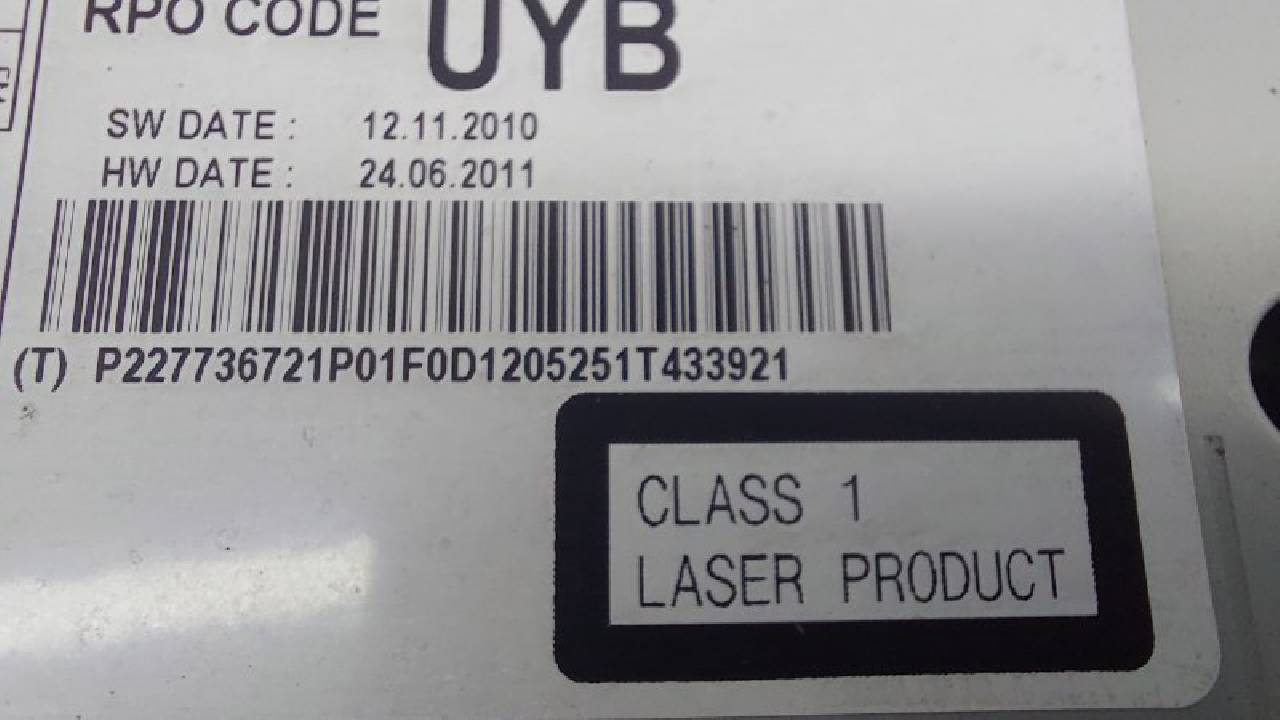 RPO CODE UYB
SW DATE : 12.11.2010
HW DATE : 24.06.2011
(T) P227736721P01F0D1205251T433921
CLASS 1
LASER PRODUCT